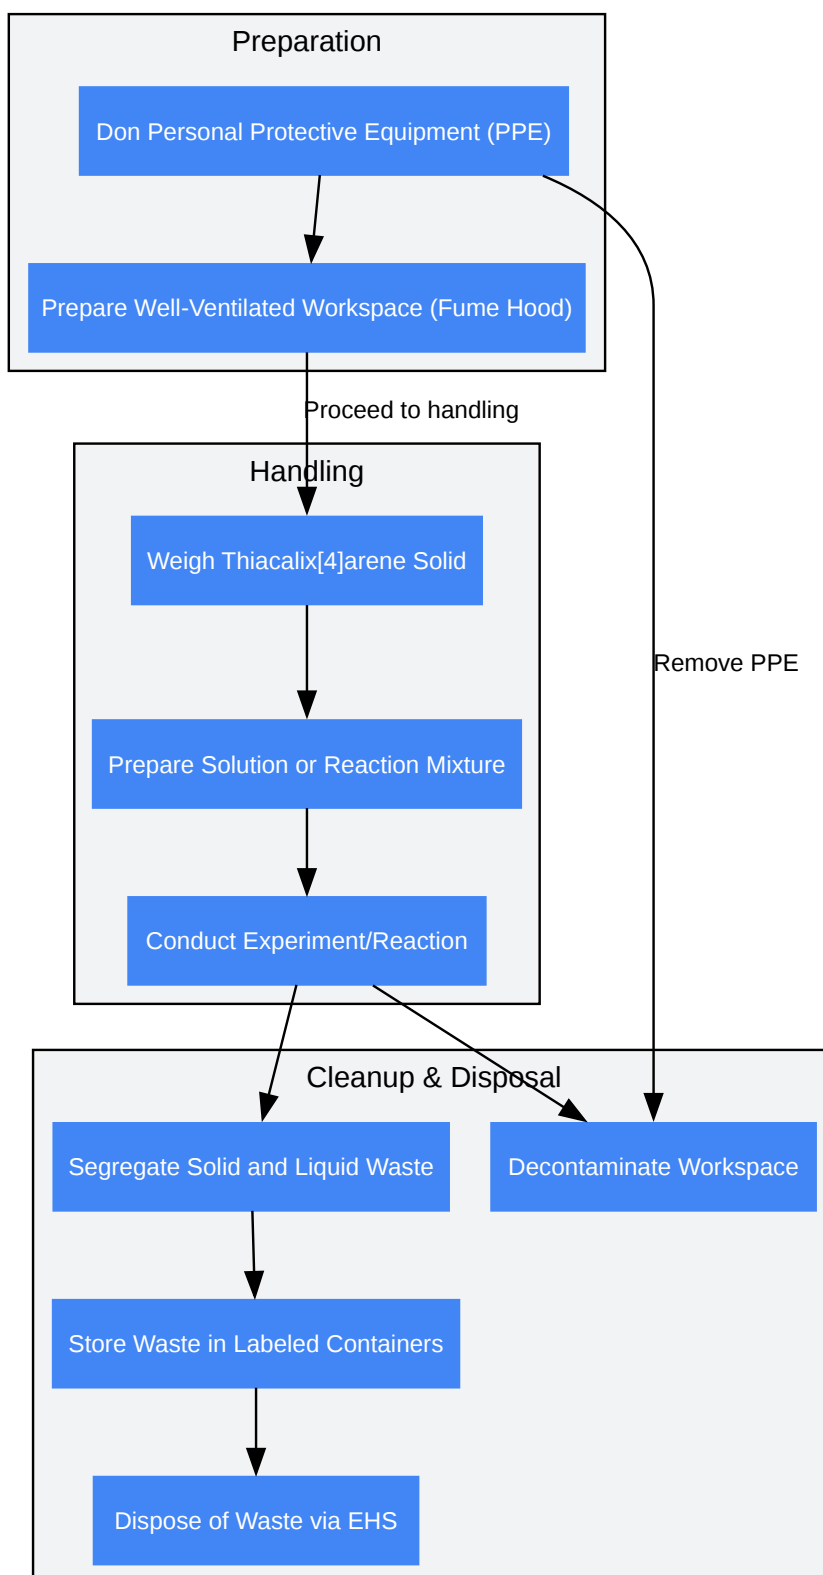 Preparation
Don Personal Protective Equipment (PPE)
Prepare Well-Ventilated Workspace (Fume Hood)
Proceed to handling
Handling
Weigh Thiacalix[4]arene Solid
Remove PPE
Prepare Solution or Reaction Mixture
Conduct Experiment/Reaction
Cleanup & Disposal
Segregate Solid and Liquid Waste
Decontaminate Workspace
Store Waste in Labeled Containers
Dispose of Waste via EHS